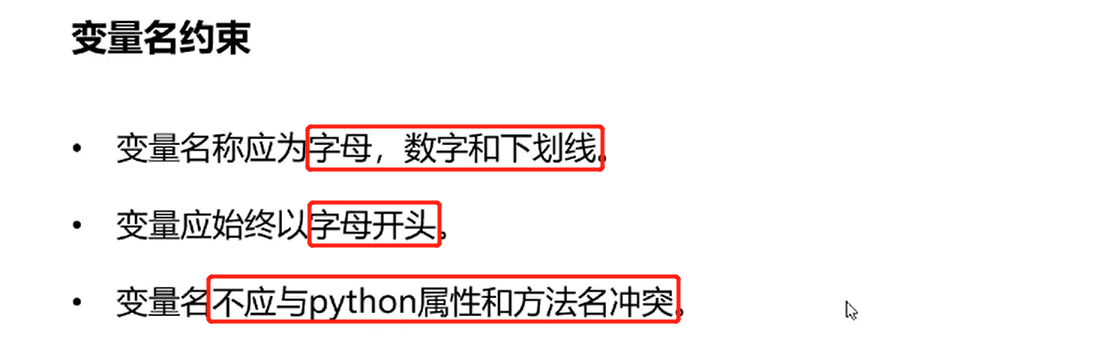 变量名约束
• 变量名称应为字母，数字和下划线。
• 变量应始终以字母开头。
• 变量名不应与python属性和方法名冲突。